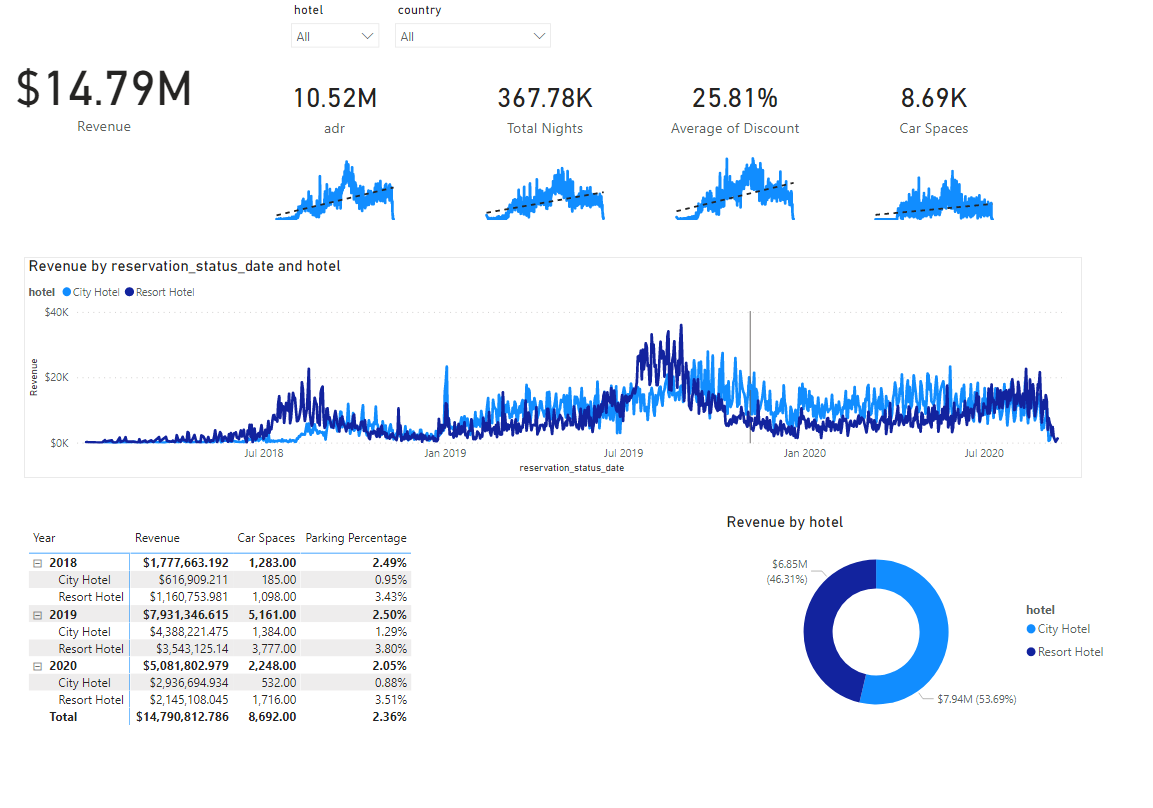 hotel country
All All
$14.79M
Revenue
10.52M
adr
367.78K
Total Nights
25.81%
Average of Discount
8.69K
Car Spaces
Revenue by reservation_status_date and hotel
hotel City Hotel Resort Hotel
$40K
$20K
$0K
Revenue
Jul 2018 Jan 2019 Jul 2019 Jan 2020 Jul 2020
reservation_status_date
Year Revenue Car Spaces Parking Percentage
2018 $1,777,663.192 1,283.00 2.49%
City Hotel $616,909.211 185.00 0.95%
Resort Hotel $1,160,753.981 1,098.00 3.43%
2019 $7,931,346.615 5,161.00 2.50%
City Hotel $4,388,221.475 1,384.00 1.29%
Resort Hotel $3,543,125.14 3,777.00 3.80%
2020 $5,081,802.979 2,248.00 2.05%
City Hotel $2,936,694.934 532.00 0.88%
Resort Hotel $2,145,108.045 1,716.00 3.51%
Total $14,790,812.786 8,692.00 2.36%
Revenue by hotel
$6.85M
(46.31%)
$7.94M (53.69%)
hotel
City Hotel
Resort Hotel